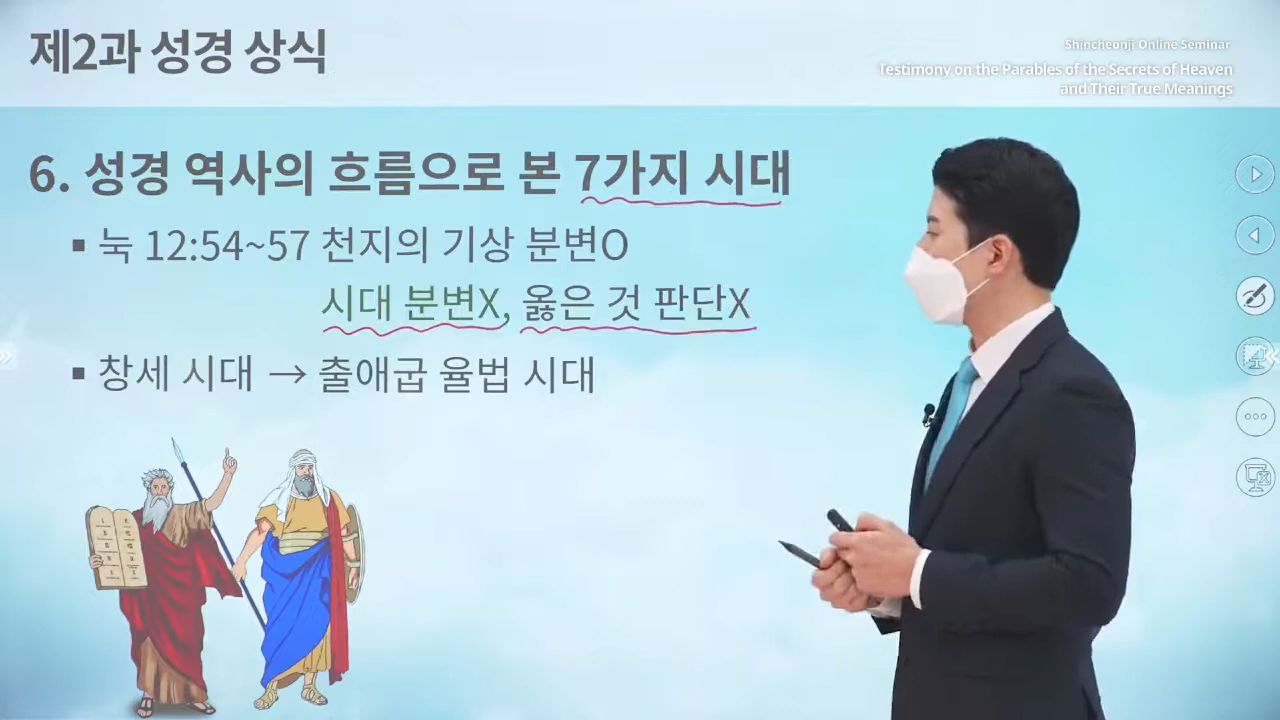 제2과 성경 상식
Shincheonji Online Seminar
Testimony on the Parables of the Secrets of Heaven
and Their True Meanings
6. 성경 역사의 흐름으로 본 7가지 시대
▪ 눅 12:54~57 천지의 기상 분변O
시대 분변X, 옳은 것 판단X
▪ 창세 시대 → 출애굽 율법 시대